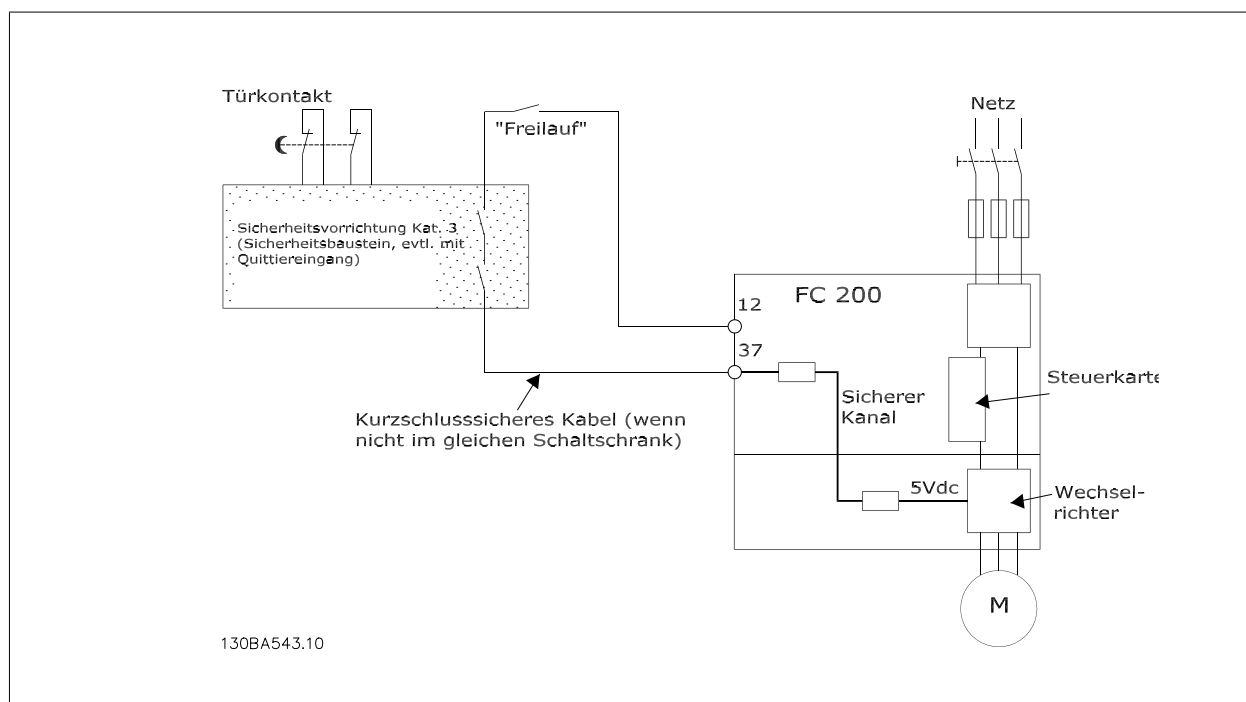 Türkontakt
"Freilauf"
Netz
Sicherheitsvorrichtung Kat. 3
(Sicherheitsbaustein, evtl. mit
Quittiereingang)
12
FC 200
37
Steuerkarte
Sicherer
Kanal
Kurzschlusssicheres Kabel (wenn
nicht im gleichen Schaltschrank)
5Vdc
Wechsel-
richter
M
130BA543.10